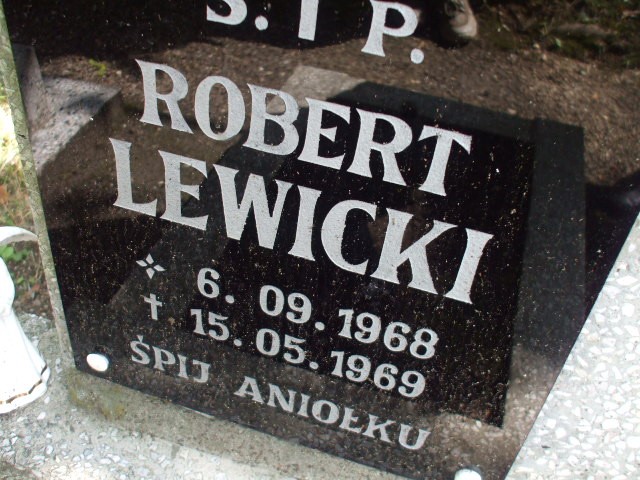 Ś. I P.
ROBERT
LEWICKI
6. 09. 1968
15. 05. 1969
ŚPIJ ANIOŁKU